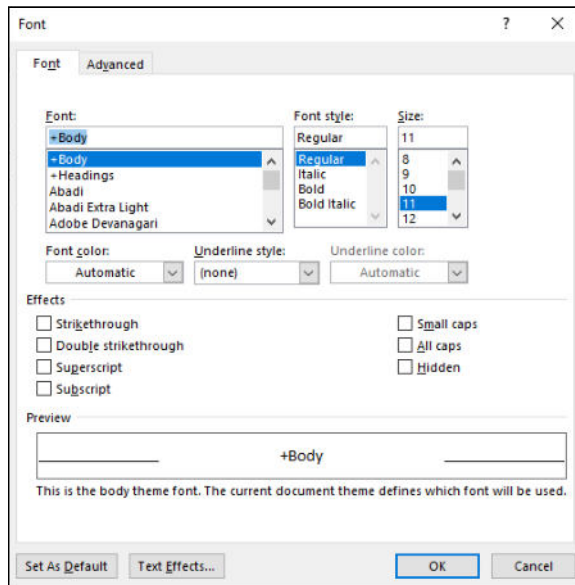 Font ? ×
Font Advanced
Font: Font style: Size:
+Body Regular 11
+Body Regular 8
+Headings Italic 9
Abadi Bold 10
Abadi Extra Light Bold Italic 11
Adobe Devanagari 12
Font color: Underline style: Underline color:
Automatic (none) Automatic
Effects
Strikethrough Small caps
Double strikethrough All caps
Superscript Hidden
Subscript
Preview
+Body
This is the body theme font. The current document theme defines which font will be used.
Set As Default Text Effects... OK Cancel